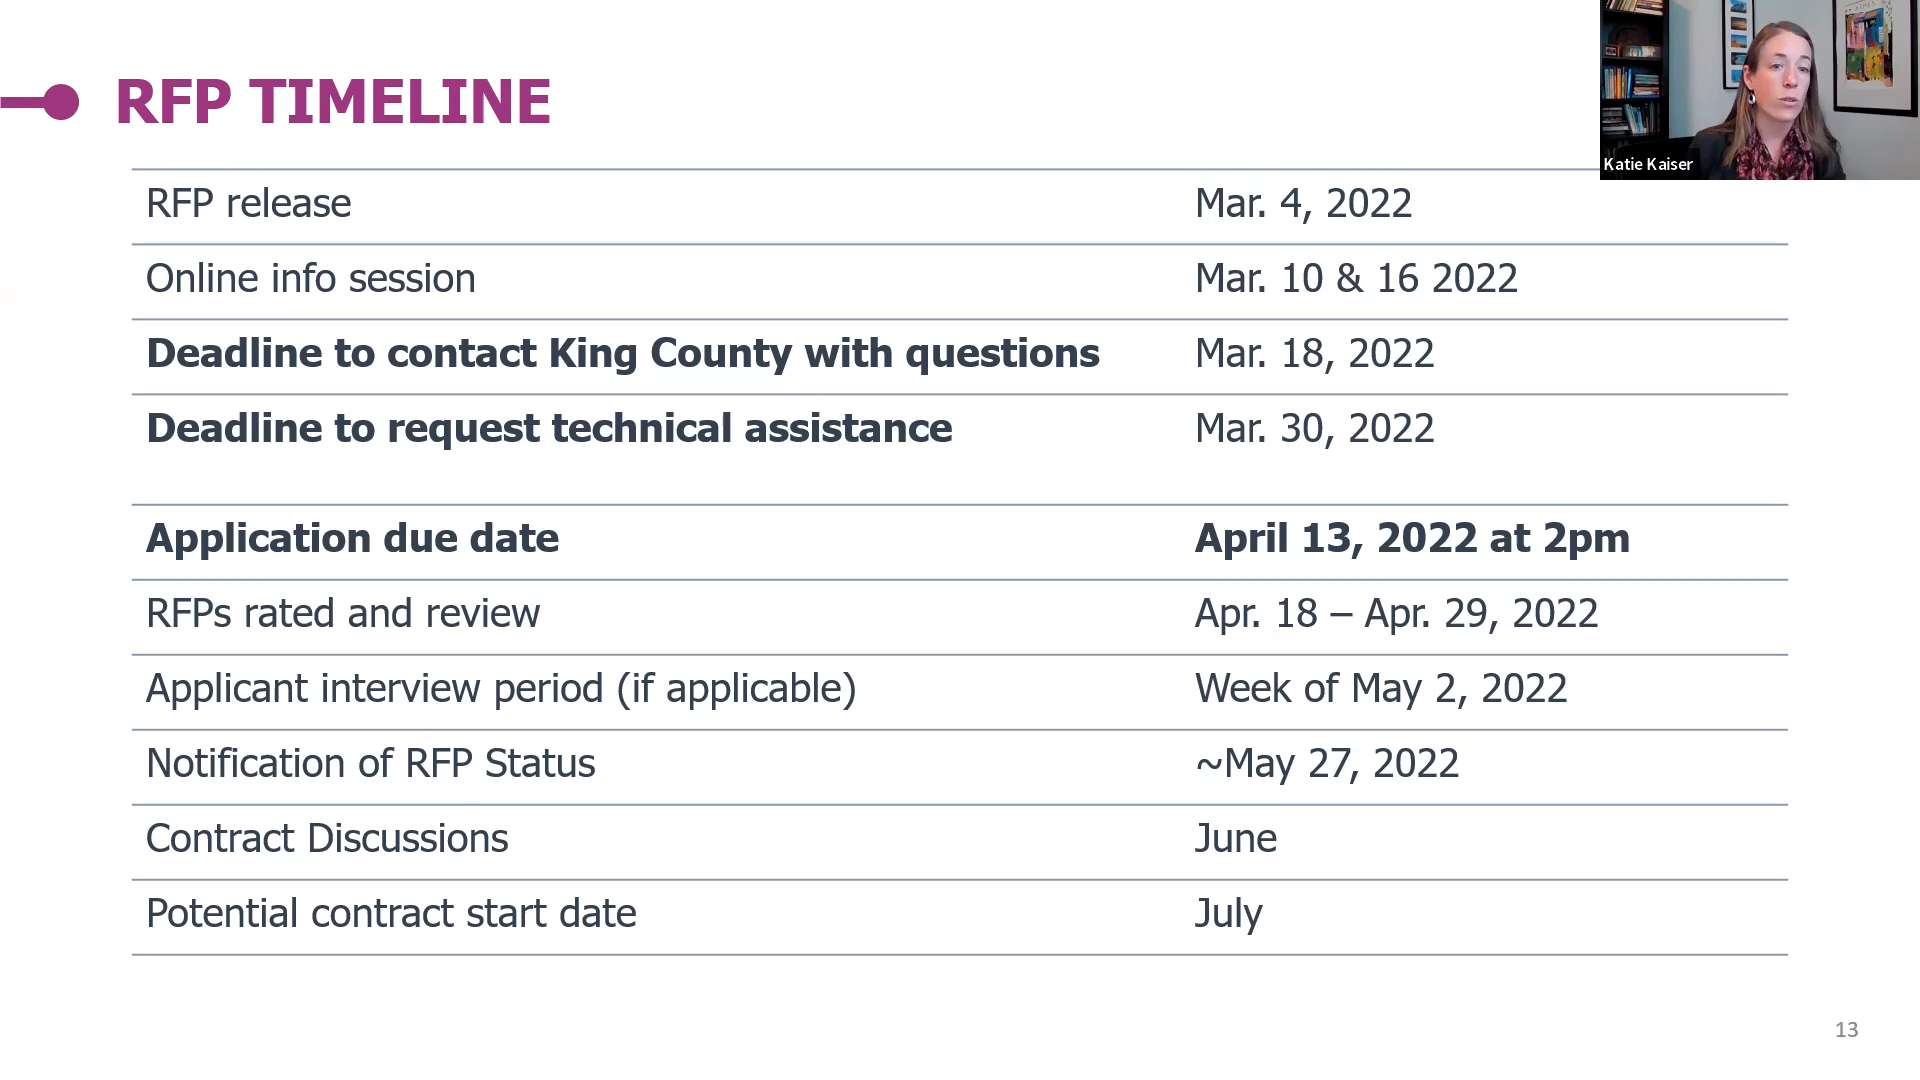 RFP TIMELINE
Katie Kaiser
RFP release Mar. 4, 2022
Online info session Mar. 10 & 16 2022
Deadline to contact King County with questions Mar. 18, 2022
Deadline to request technical assistance Mar. 30, 2022
Application due date April 13, 2022 at 2pm
RFPs rated and review Apr. 18 – Apr. 29, 2022
Applicant interview period (if applicable) Week of May 2, 2022
Notification of RFP Status ~May 27, 2022
Contract Discussions June
Potential contract start date July
13